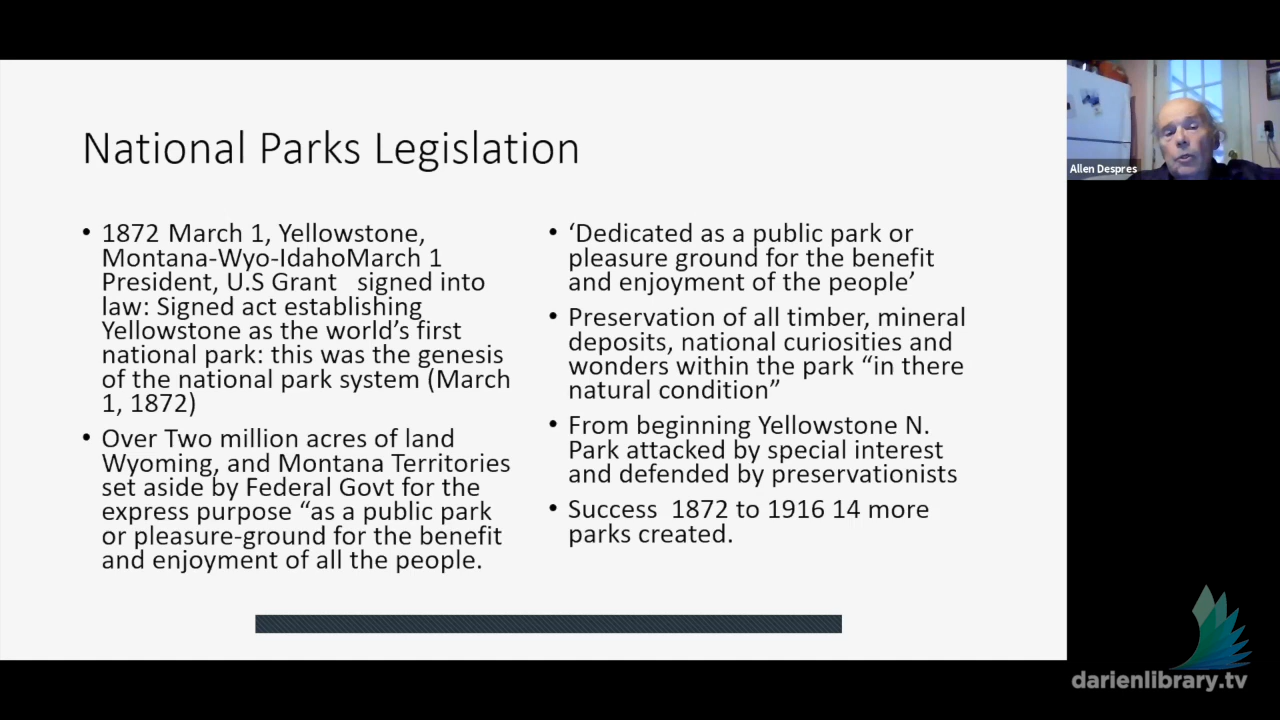 National Parks Legislation
• 1872 March 1, Yellowstone,
Montana-Wyo-IdahoMarch 1
President, U.S Grant   signed into
law: Signed act establishing
Yellowstone as the world’s first
national park: this was the genesis
of the national park system (March
1, 1872)
• Over Two million acres of land
Wyoming, and Montana Territories
set aside by Federal Govt for the
express purpose “as a public park
or pleasure-ground for the benefit
and enjoyment of all the people.
• ‘Dedicated as a public park or
pleasure ground for the benefit
and enjoyment of the people’
• Preservation of all timber, mineral
deposits, national curiosities and
wonders within the park “in there
natural condition”
• From beginning Yellowstone N.
Park attacked by special interest
and defended by preservationists
• Success  1872 to 1916 14 more
parks created.
Allen Despres
darienlibrary.tv